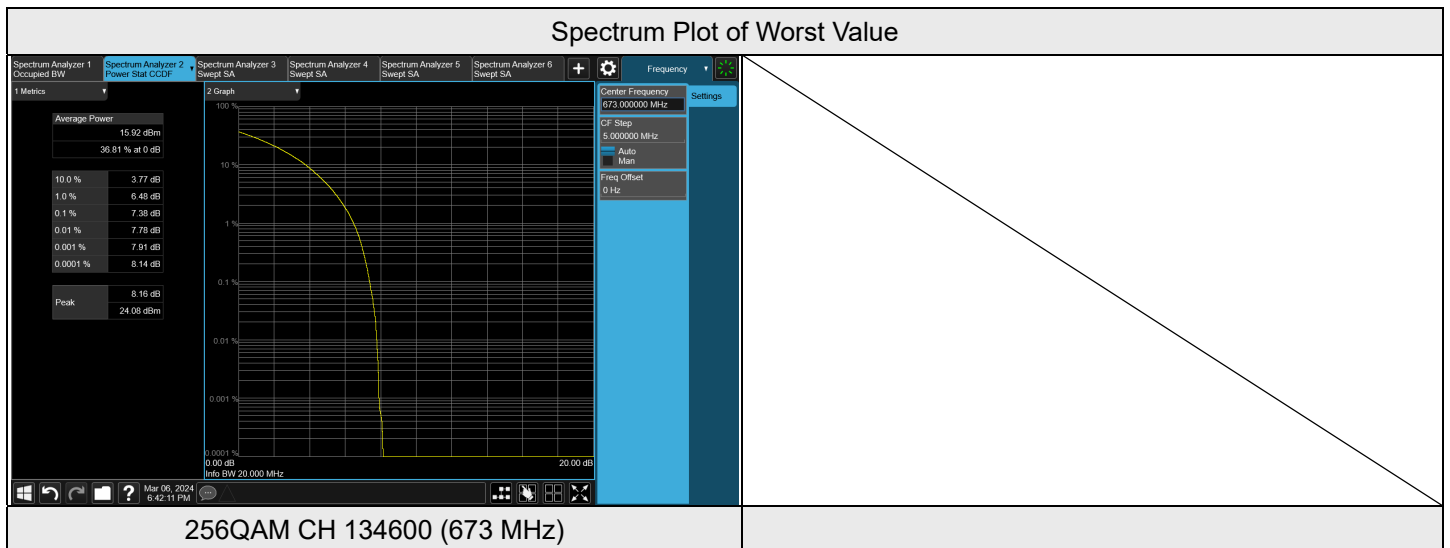 Spectrum Plot of Worst Value
Spectrum Analyzer 1
Occupied BW
Spectrum Analyzer 2
Power Stat CCDF
Spectrum Analyzer 3
Swept SA
Spectrum Analyzer 4
Swept SA
Spectrum Analyzer 5
Swept SA
Spectrum Analyzer 6
Swept SA
+
Frequency
1 Metrics
Average Power
15.92 dBm
36.81 % at 0 dB
10.0 % 3.77 dB
1.0 % 6.48 dB
0.1 % 7.38 dB
0.01 % 7.78 dB
0.001 % 7.91 dB
0.0001 % 8.14 dB
Peak 8.16 dB
24.08 dBm
2 Graph
100 %
10 %
1 %
0.1 %
0.01 %
0.001 %
0.0001 %
0.00 dB 20.00 dB
Info BW 20.000 MHz
Center Frequency
673.000000 MHz
Settings
CF Step
5.000000 MHz
Auto
Man
Freq Offset
0 Hz
?
Mar 06, 2024
6:42:11 PM
256QAM CH 134600 (673 MHz)